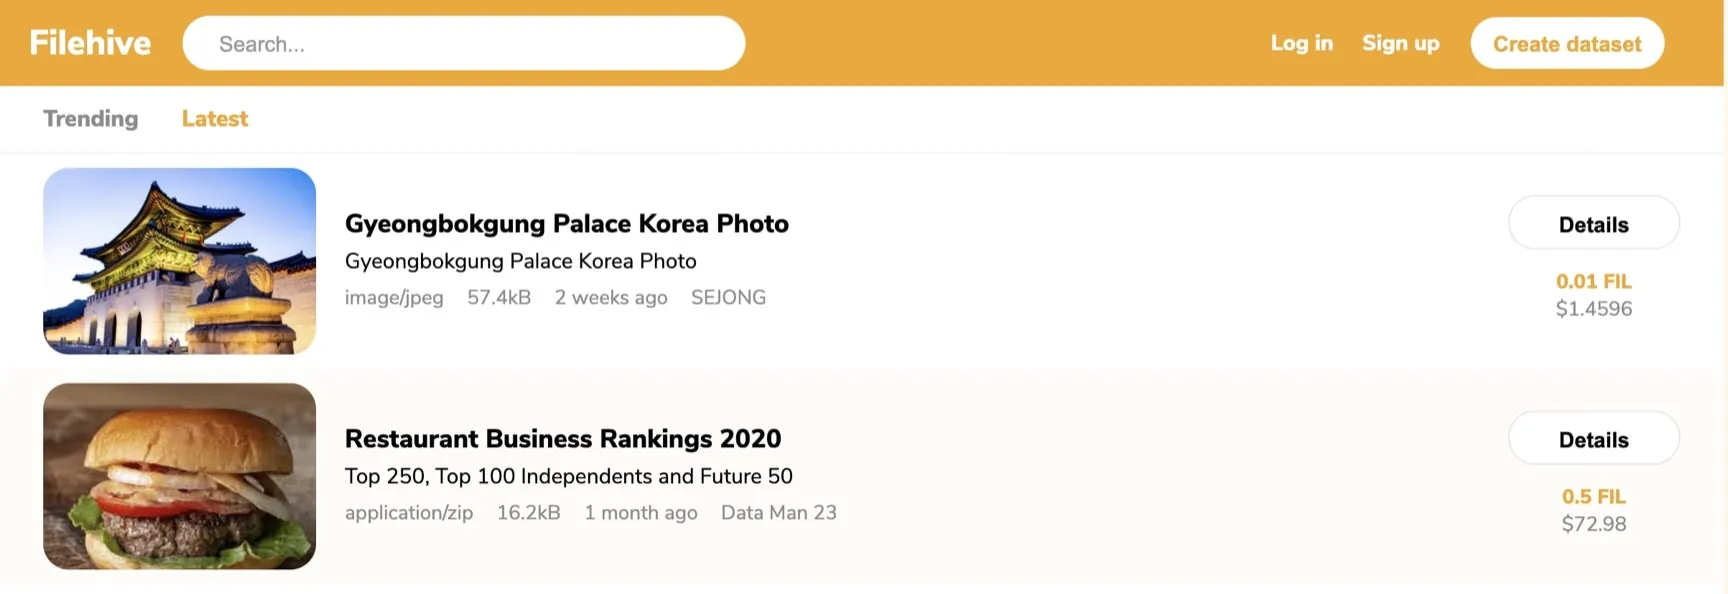 Filehive
Search...
Log in
Sign up
Create dataset
Trending
Latest
Gyeongbokgung Palace Korea Photo
Gyeongbokgung Palace Korea Photo
image/jpeg 57.4kB 2 weeks ago SEJONG
Details
0.01 FIL
$1.4596
Restaurant Business Rankings 2020
Top 250, Top 100 Independents and Future 50
application/zip 16.2kB 1 month ago Data Man 23
Details
0.5 FIL
$72.98